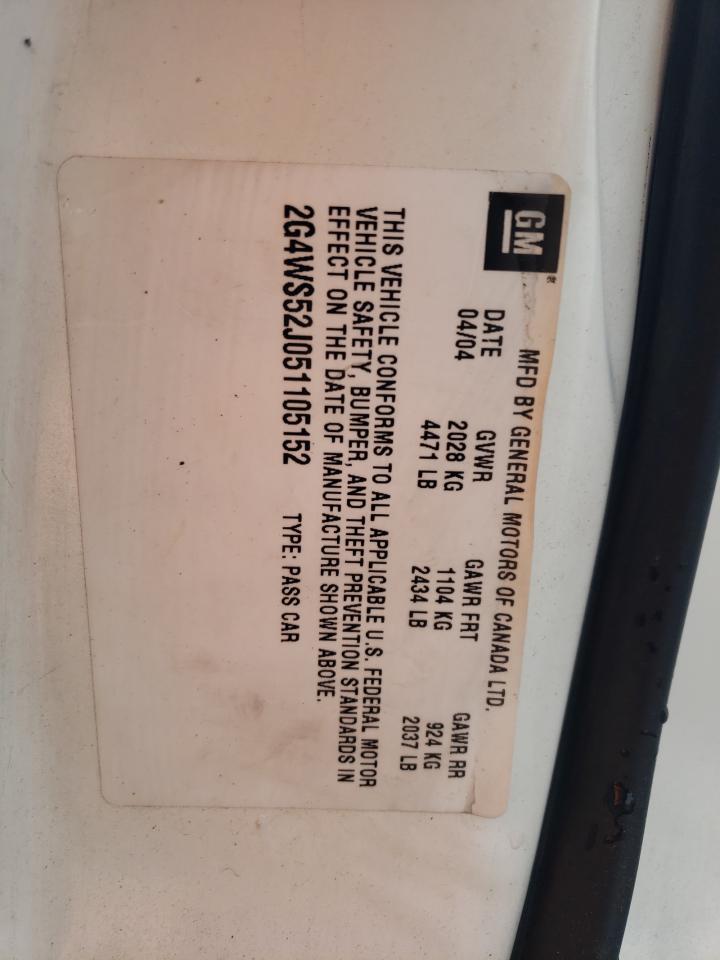 GM®
MFD BY GENERAL MOTORS OF CANADA LTD.
DATE GVWR GAWR FRT GAWR RR
04/04 2028 KG 1104 KG 924 KG
4471 LB 2434 LB 2037 LB
THIS VEHICLE CONFORMS TO ALL APPLICABLE U.S. FEDERAL MOTOR
VEHICLE SAFETY, BUMPER, AND THEFT PREVENTION STANDARDS IN
EFFECT ON THE DATE OF MANUFACTURE SHOWN ABOVE.
2G4WS52J051105152 TYPE: PASS CAR